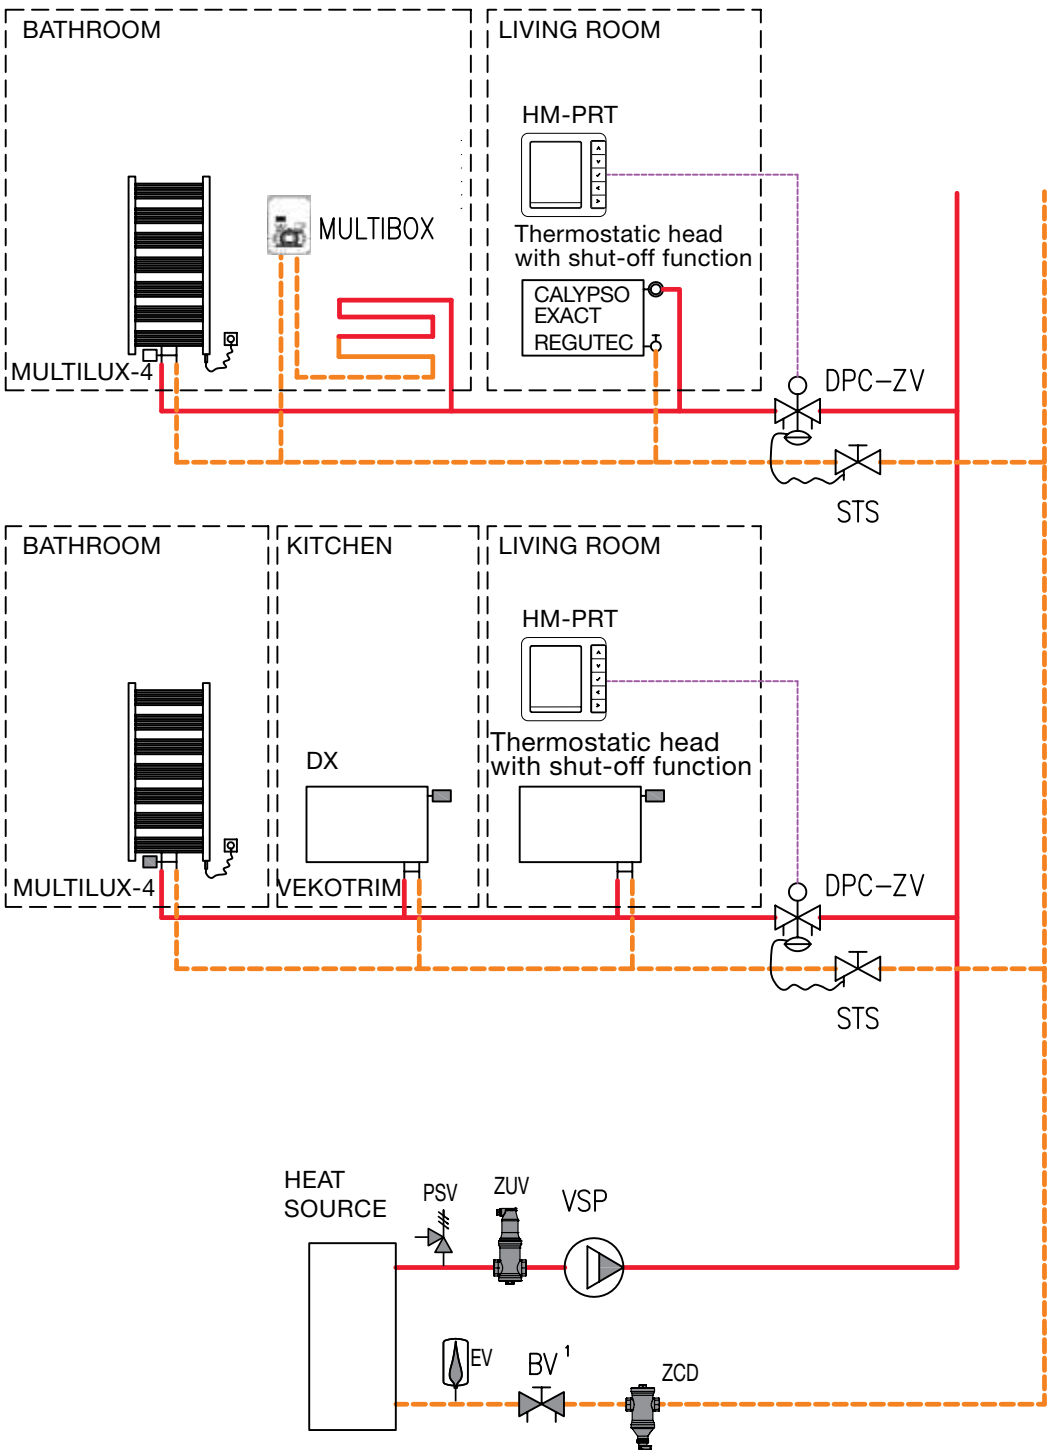 BATHROOM
LIVING ROOM
HM-PRT
MULTIBOX
Thermostatic head
with shut-off function
CALYPSO
EXACT
REGUTEC
MULTILUX-4
DPC-ZV
STS
BATHROOM
KITCHEN
LIVING ROOM
HM-PRT
Thermostatic head
with shut-off function
DX
MULTILUX-4
VEKOTRIM
DPC-ZV
STS
HEAT
SOURCE
PSV
ZUV
VSP
EV
BV ¹
ZCD